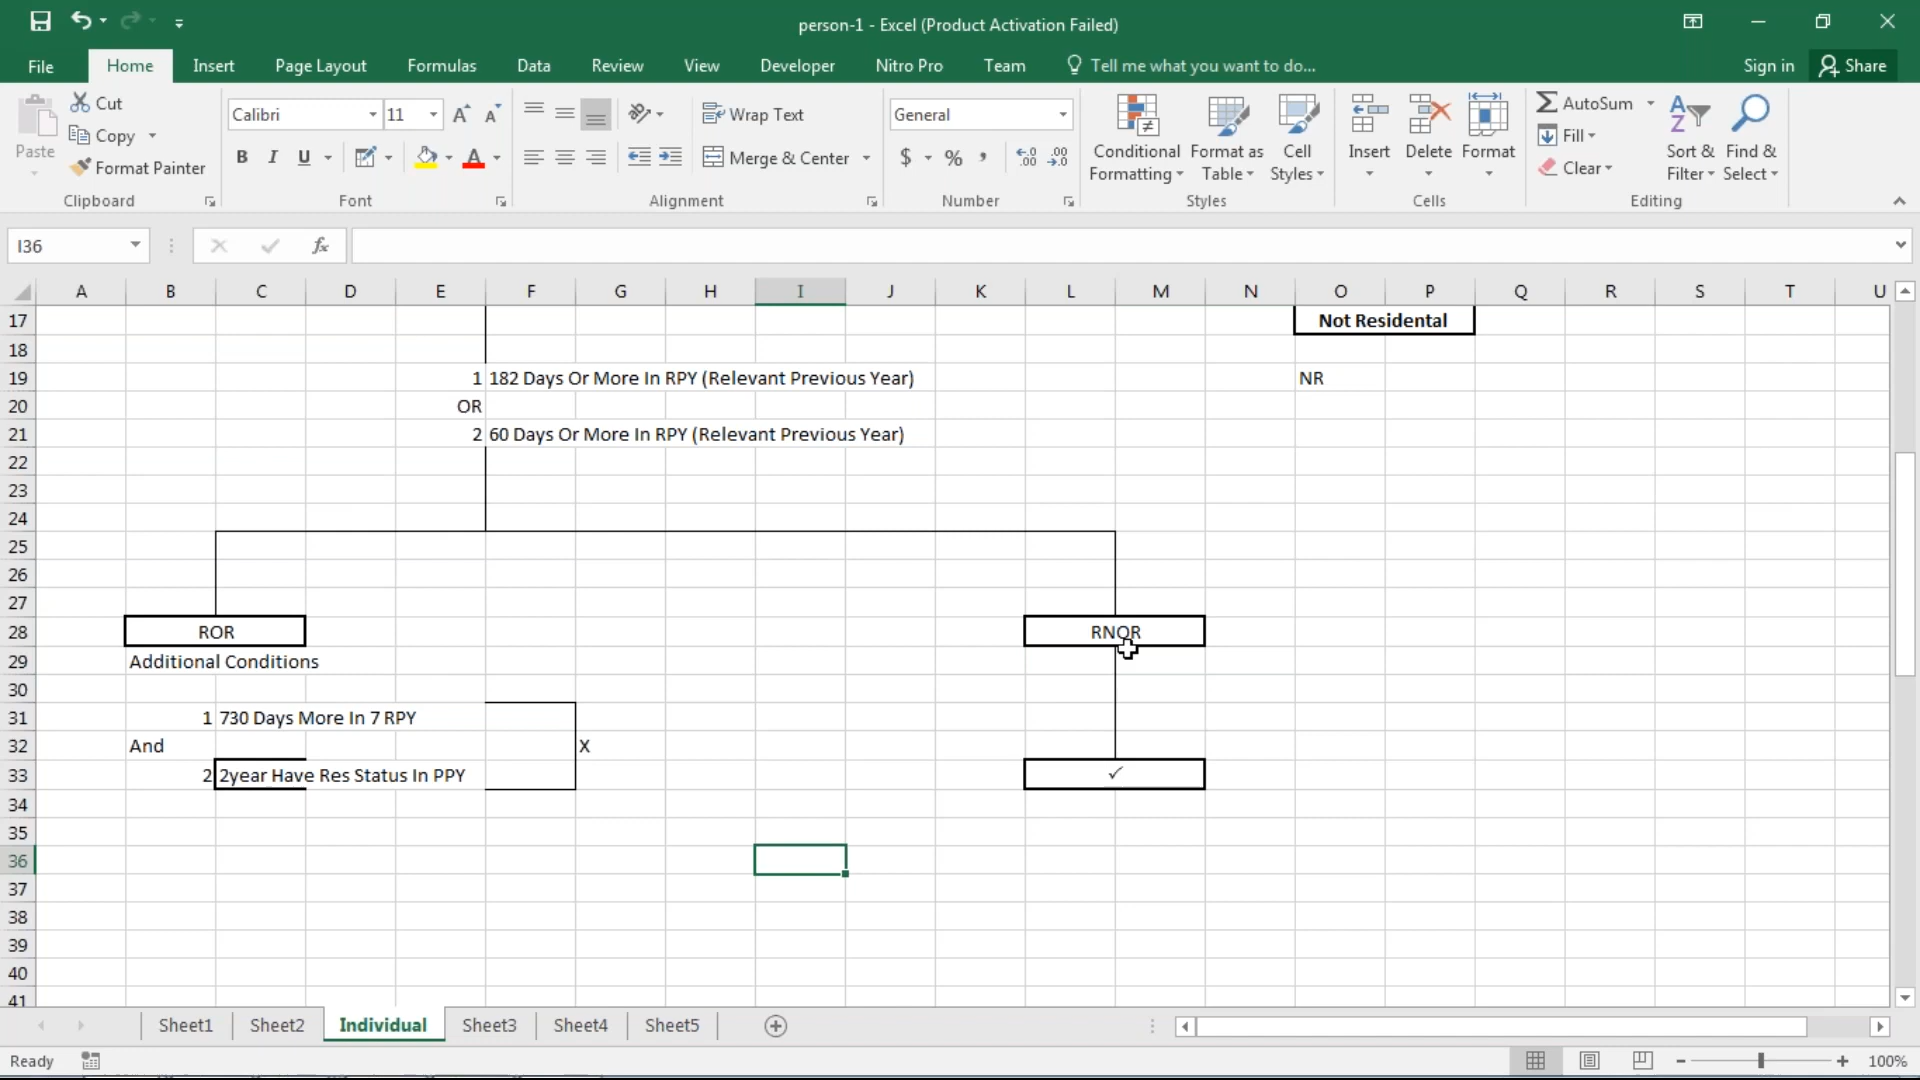 person-1 - Excel (Product Activation Failed)
File Home Insert Page Layout Formulas Data Review View Developer Nitro Pro Team Tell me what you want to do... Sign in Share
Paste Cut Copy Format Painter Clipboard
Calibri 11 A A B I U A Font
Wrap Text Merge & Center Alignment
General $ % , .00 .0 Number
Conditional Formatting Format as Table Cell Styles Styles
Insert Delete Format Cells
AutoSum Fill Clear Sort & Filter Find & Select Editing
I36 fx
A B C D E F G H I J K L M N O P Q R S T U
17 Not Residental
18
19 1 182 Days Or More In RPY (Relevant Previous Year) NR
20 OR
21 2 60 Days Or More In RPY (Relevant Previous Year)
22
23
24
25
26
27
28 ROR RNOR
29 Additional Conditions
30
31 1 730 Days More In 7 RPY
32 And X
33 2 2year Have Res Status In PPY ✓
34
35
36
37
38
39
40
41
Sheet1 Sheet2 Individual Sheet3 Sheet4 Sheet5
Ready 100%